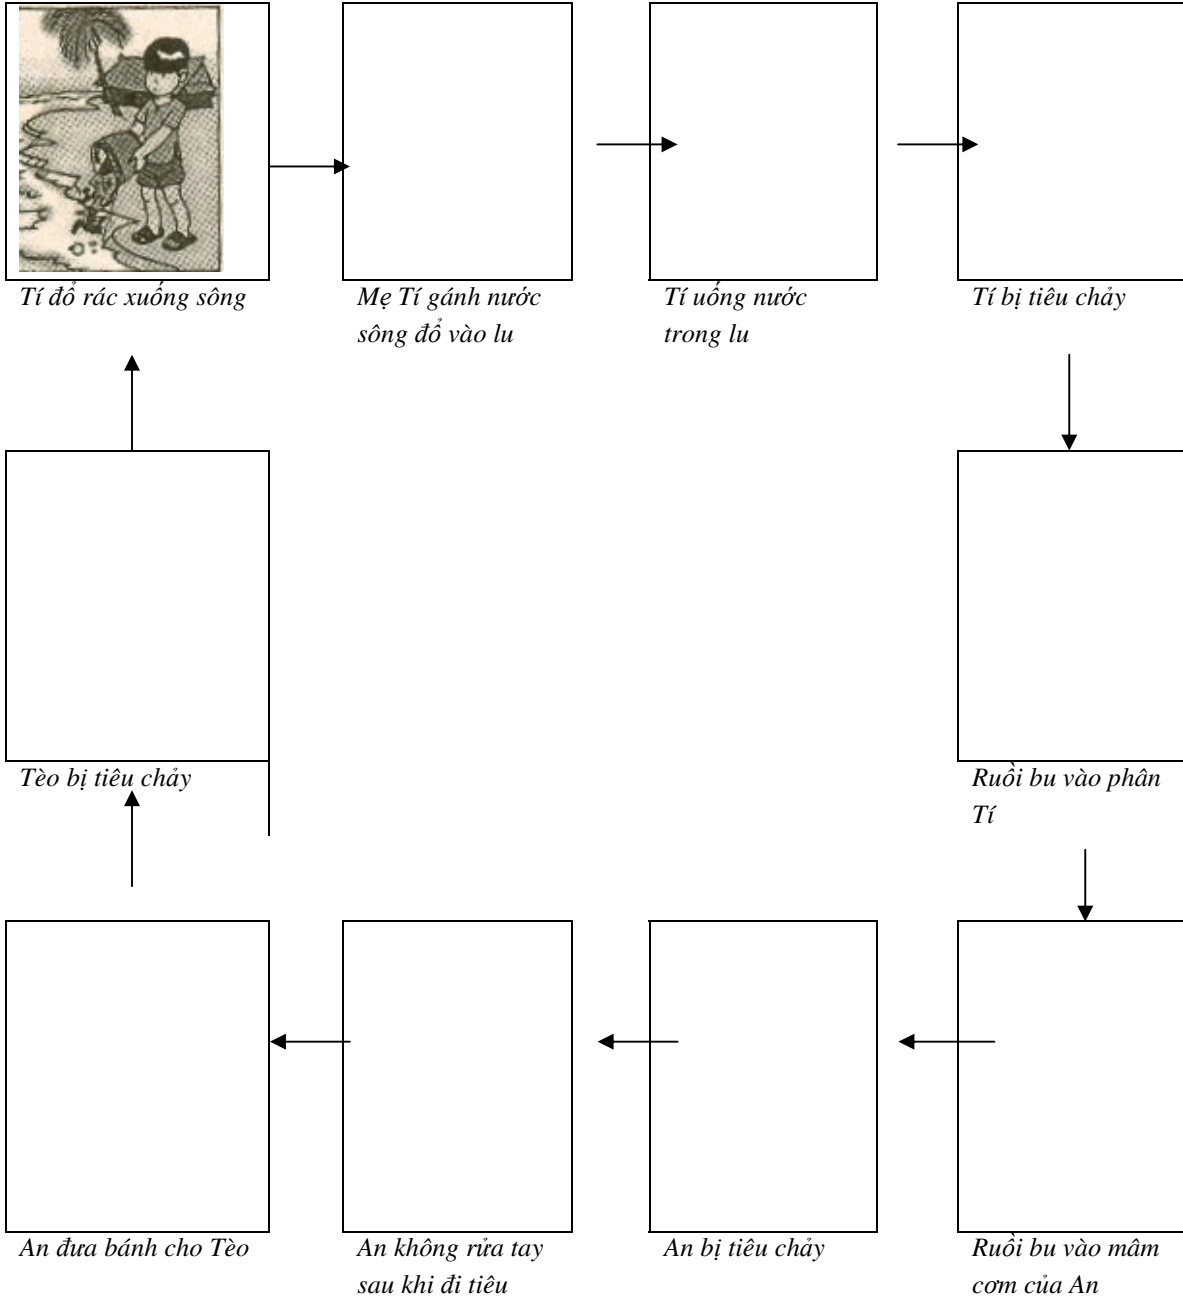 Tí đổ rác xuống sông
Mẹ Tí gánh nước
sông đổ vào lu
Tí uống nước
trong lu
Tí bị tiêu chảy
Tèo bị tiêu chảy
Ruồi bu vào phân
Tí
An đưa bánh cho Tèo
An không rửa tay
sau khi đi tiêu
An bị tiêu chảy
Ruồi bu vào mâm
cơm của An